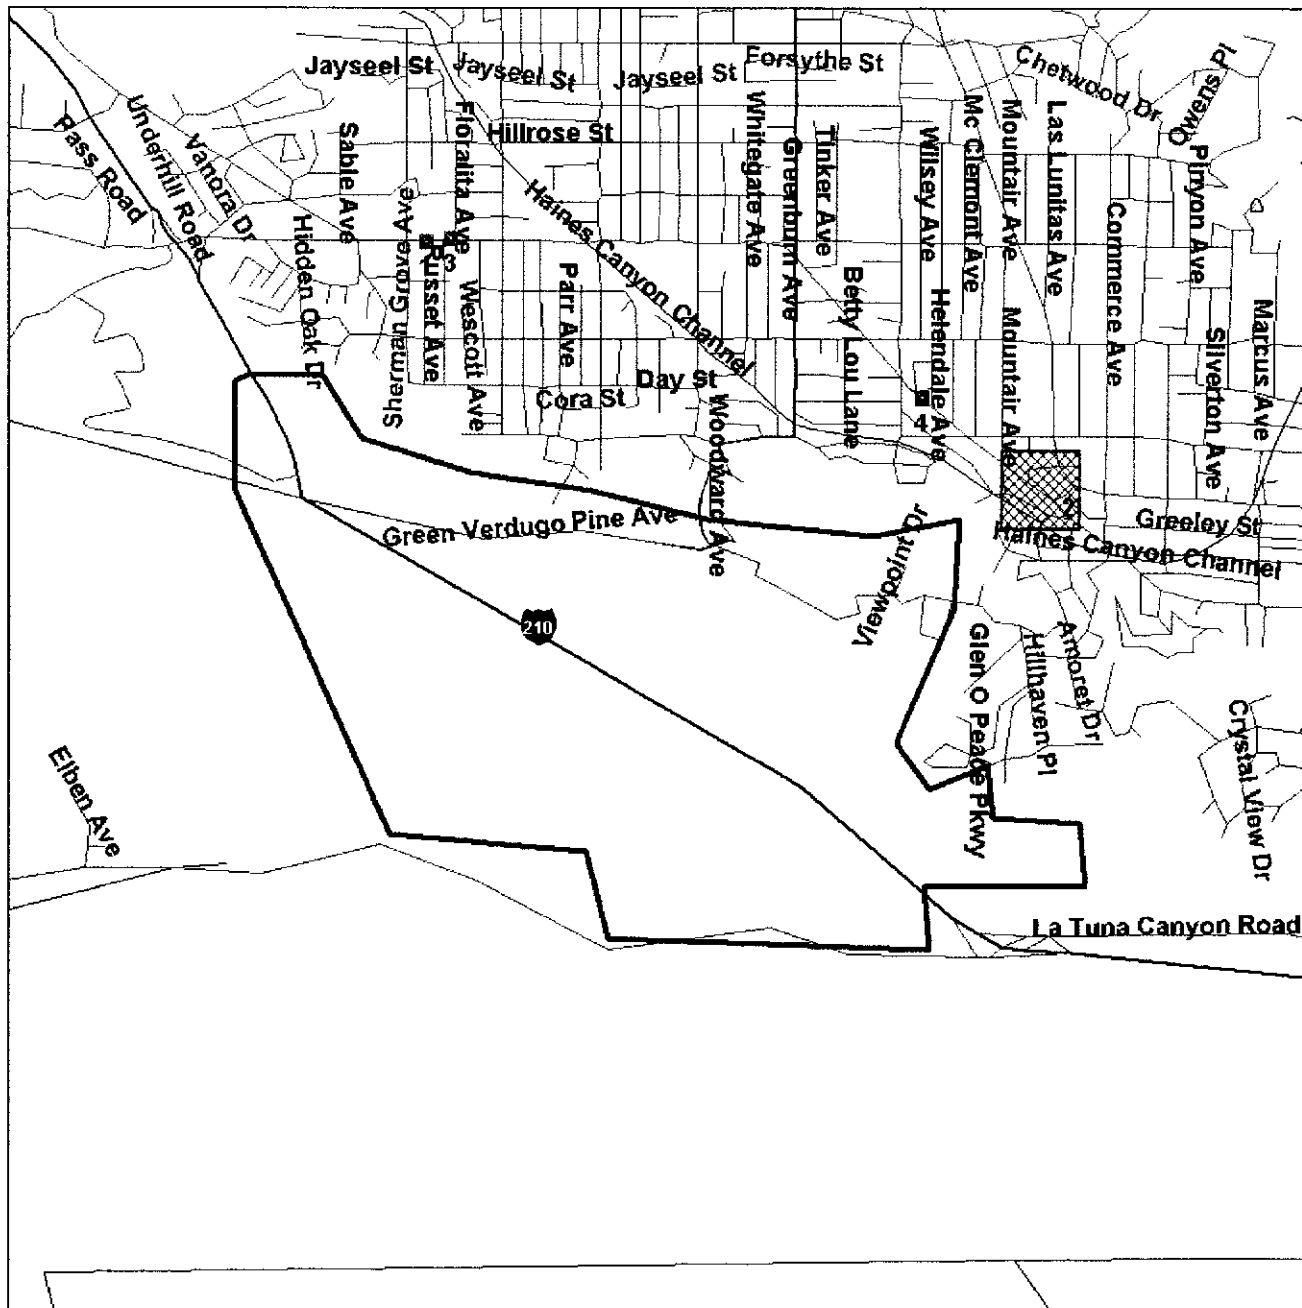 Jayseel St
Jayseel St
Jayseel St
Forsythe St
Chetwood Dr
Owens Pl
Pass Road
Underhill Road
Vanora Dr
Sable Ave
Floralita Ave
Hillrose St
Whitegate Ave
Greenburn Ave
Tinker Ave
Wilsey Ave
Mc Clemont Ave
Mountair Ave
Las Lunitas Ave
Pinyon Ave
Hidden Oak Dr
Sherman Grove Ave
Russet Ave
3
Wescott Ave
Haines Canyon Channel
Parr Ave
Betty Lou Lane
Helendale Ave
Mountair Ave
Commerce Ave
Silverton Ave
Marcus Ave
Day St
Cora St
Woodward Ave
4
2
Green Verdugo Pine Ave
Viewpoint Dr
Greeley St
Haines Canyon Channel
210
Glen O Peace Pkwy
Hillhaven Pl
Amoret Dr
Crystal View Dr
Elben Ave
La Tuna Canyon Road